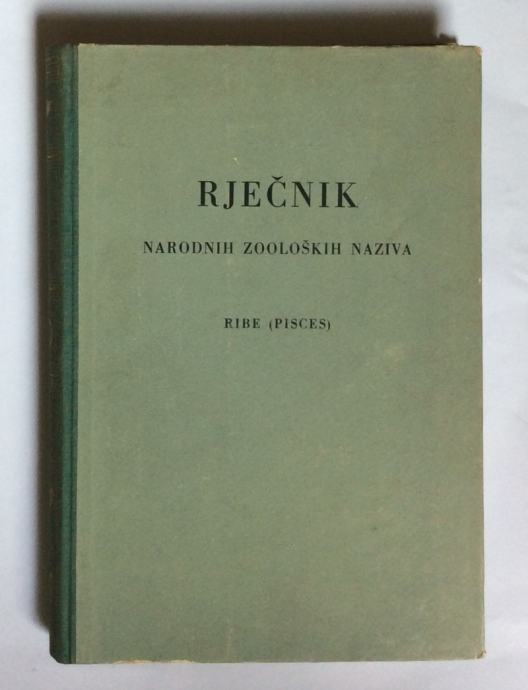 RJEČNIK
NARODNIH ZOOLOŠKIH NAZIVA
RIBE (PISCES)